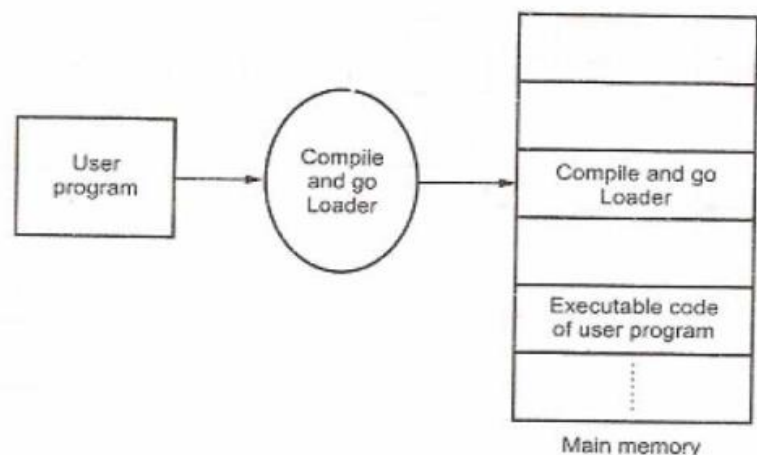 User
program
Compile
and go
Loader
Compile and go
Loader
Executable code
of user program
Main memory